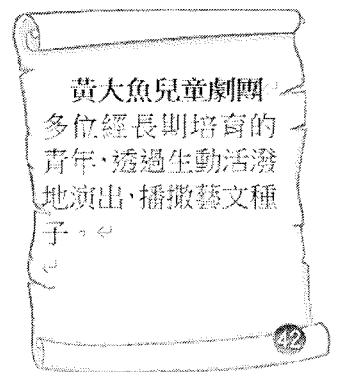 黃大魚兒童劇團
多位經長期培育的
青年，透過生動活潑
地演出，播撒藝文種
子。
42